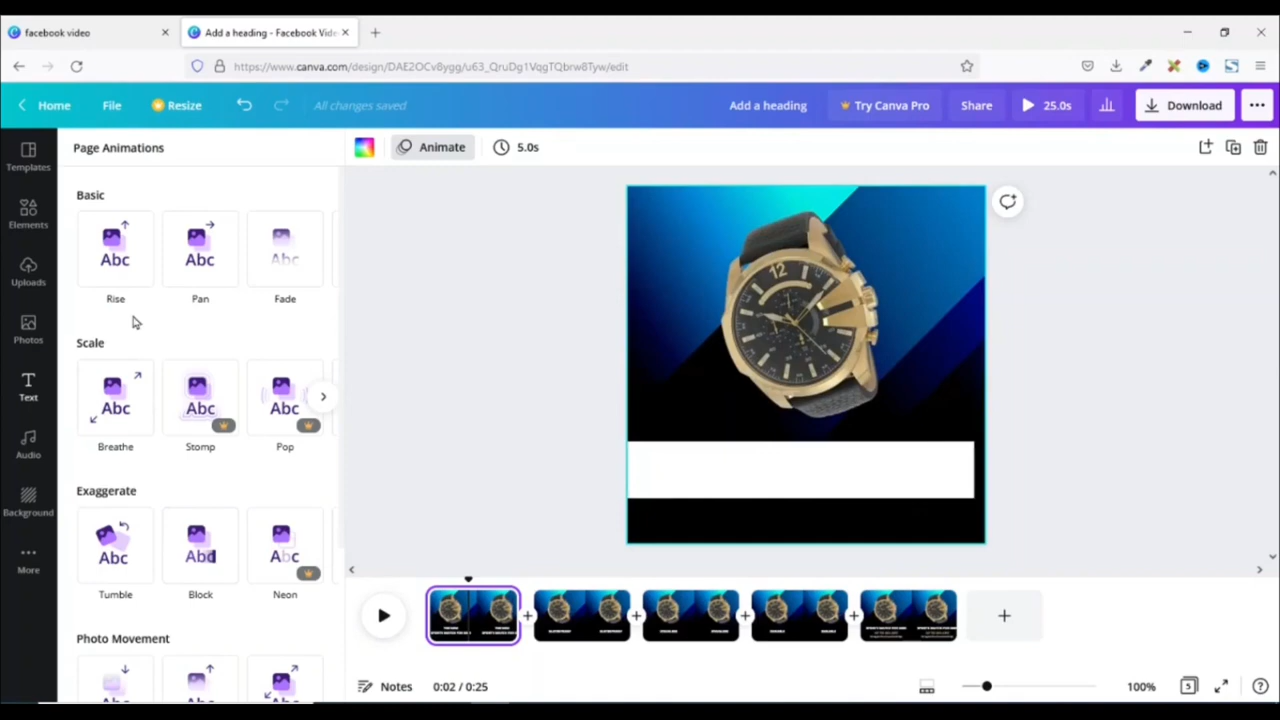 facebook video
Add a heading - Facebook Vide
https://www.canva.com/design/DAE2OCv8ygg/u63_QruDg1VqgTQbrw8Tyw/edit
Home
File
Resize
All changes saved
Add a heading
Try Canva Pro
Share
25.0s
Download
Templates
Elements
Uploads
Photos
Text
Audio
Background
More
Page Animations
Basic
Abc
Abc
Abc
Rise
Pan
Fade
Scale
Abc
Abc
Abc
Breathe
Stomp
Pop
Exaggerate
Abc
Abc
Abc
Tumble
Block
Neon
Photo Movement
Animate
5.0s
12
Notes
0:02 / 0:25
100%
5